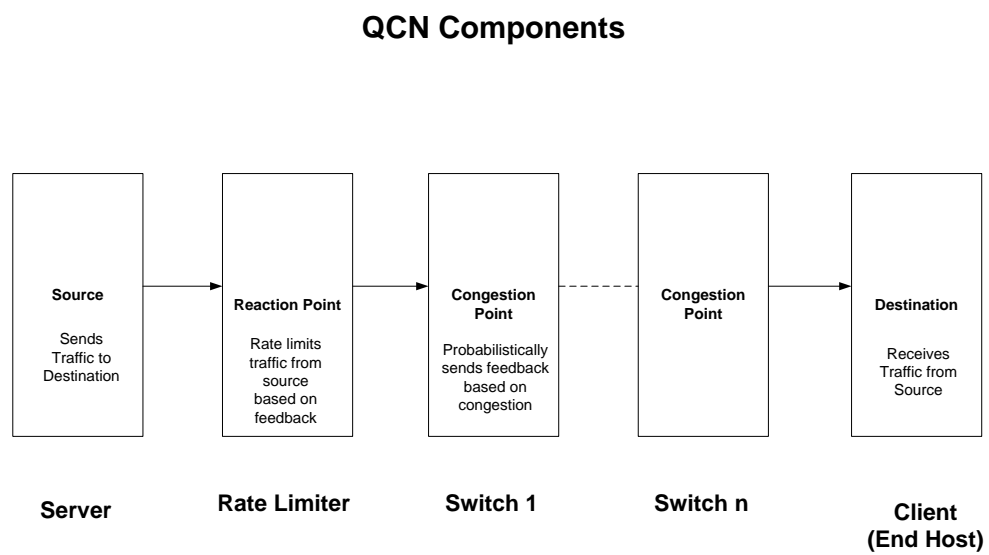 QCN Components
Source
Sends
Traffic to
Destination
Reaction Point
Rate limits
traffic from
source
based on
feedback
Congestion
Point
Probabilistically
sends feedback
based on
congestion
Congestion
Point
Destination
Receives
Traffic from
Source
Server
Rate Limiter
Switch 1
Switch n
Client
(End Host)